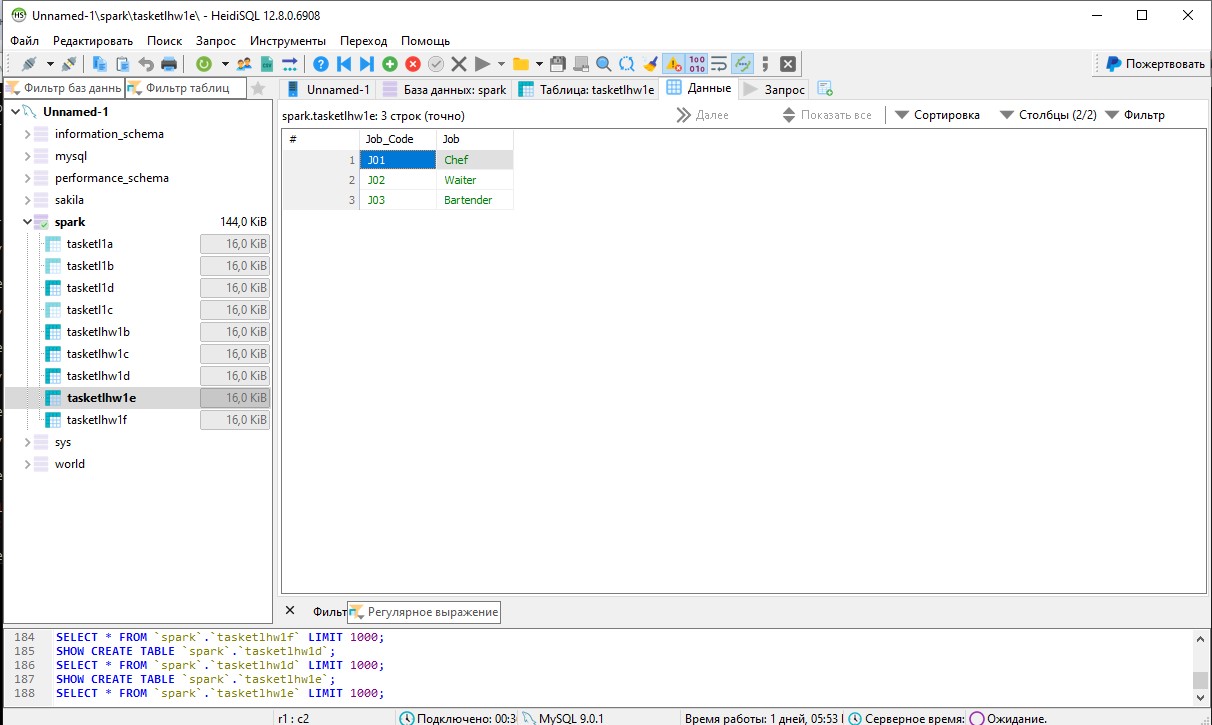 Unnamed-1\spark\tasketlhw1e\ - HeidiSQL 12.8.0.6908
Файл Редактировать Поиск Запрос Инструменты Переход Помощь
Пожертвовать
Фильтр баз даннь Фильтр таблиц
Unnamed-1 База данных: spark Таблица: tasketlhw1e Данные Запрос
Unnamed-1
information_schema
mysql
performance_schema
sakila
spark 144,0 KiB
tasketl1a 16,0 KiB
tasketl1b 16,0 KiB
tasketl1d 16,0 KiB
tasketl1c 16,0 KiB
tasketlhw1b 16,0 KiB
tasketlhw1c 16,0 KiB
tasketlhw1d 16,0 KiB
tasketlhw1e 16,0 KiB
tasketlhw1f 16,0 KiB
sys
world
spark.tasketlhw1e: 3 строк (точно) Далее Показать все Сортировка Столбцы (2/2) Фильтр
# Job_Code Job
1 J01 Chef
2 J02 Waiter
3 J03 Bartender
Фильт Регулярное выражение
184 SELECT * FROM `spark`.`tasketlhw1f` LIMIT 1000;
185 SHOW CREATE TABLE `spark`.`tasketlhw1d`;
186 SELECT * FROM `spark`.`tasketlhw1d` LIMIT 1000;
187 SHOW CREATE TABLE `spark`.`tasketlhw1e`;
188 SELECT * FROM `spark`.`tasketlhw1e` LIMIT 1000;
r1 : c2 Подключено: 00:3 MySQL 9.0.1 Время работы: 1 дней, 05:53 Серверное время: Ожидание.